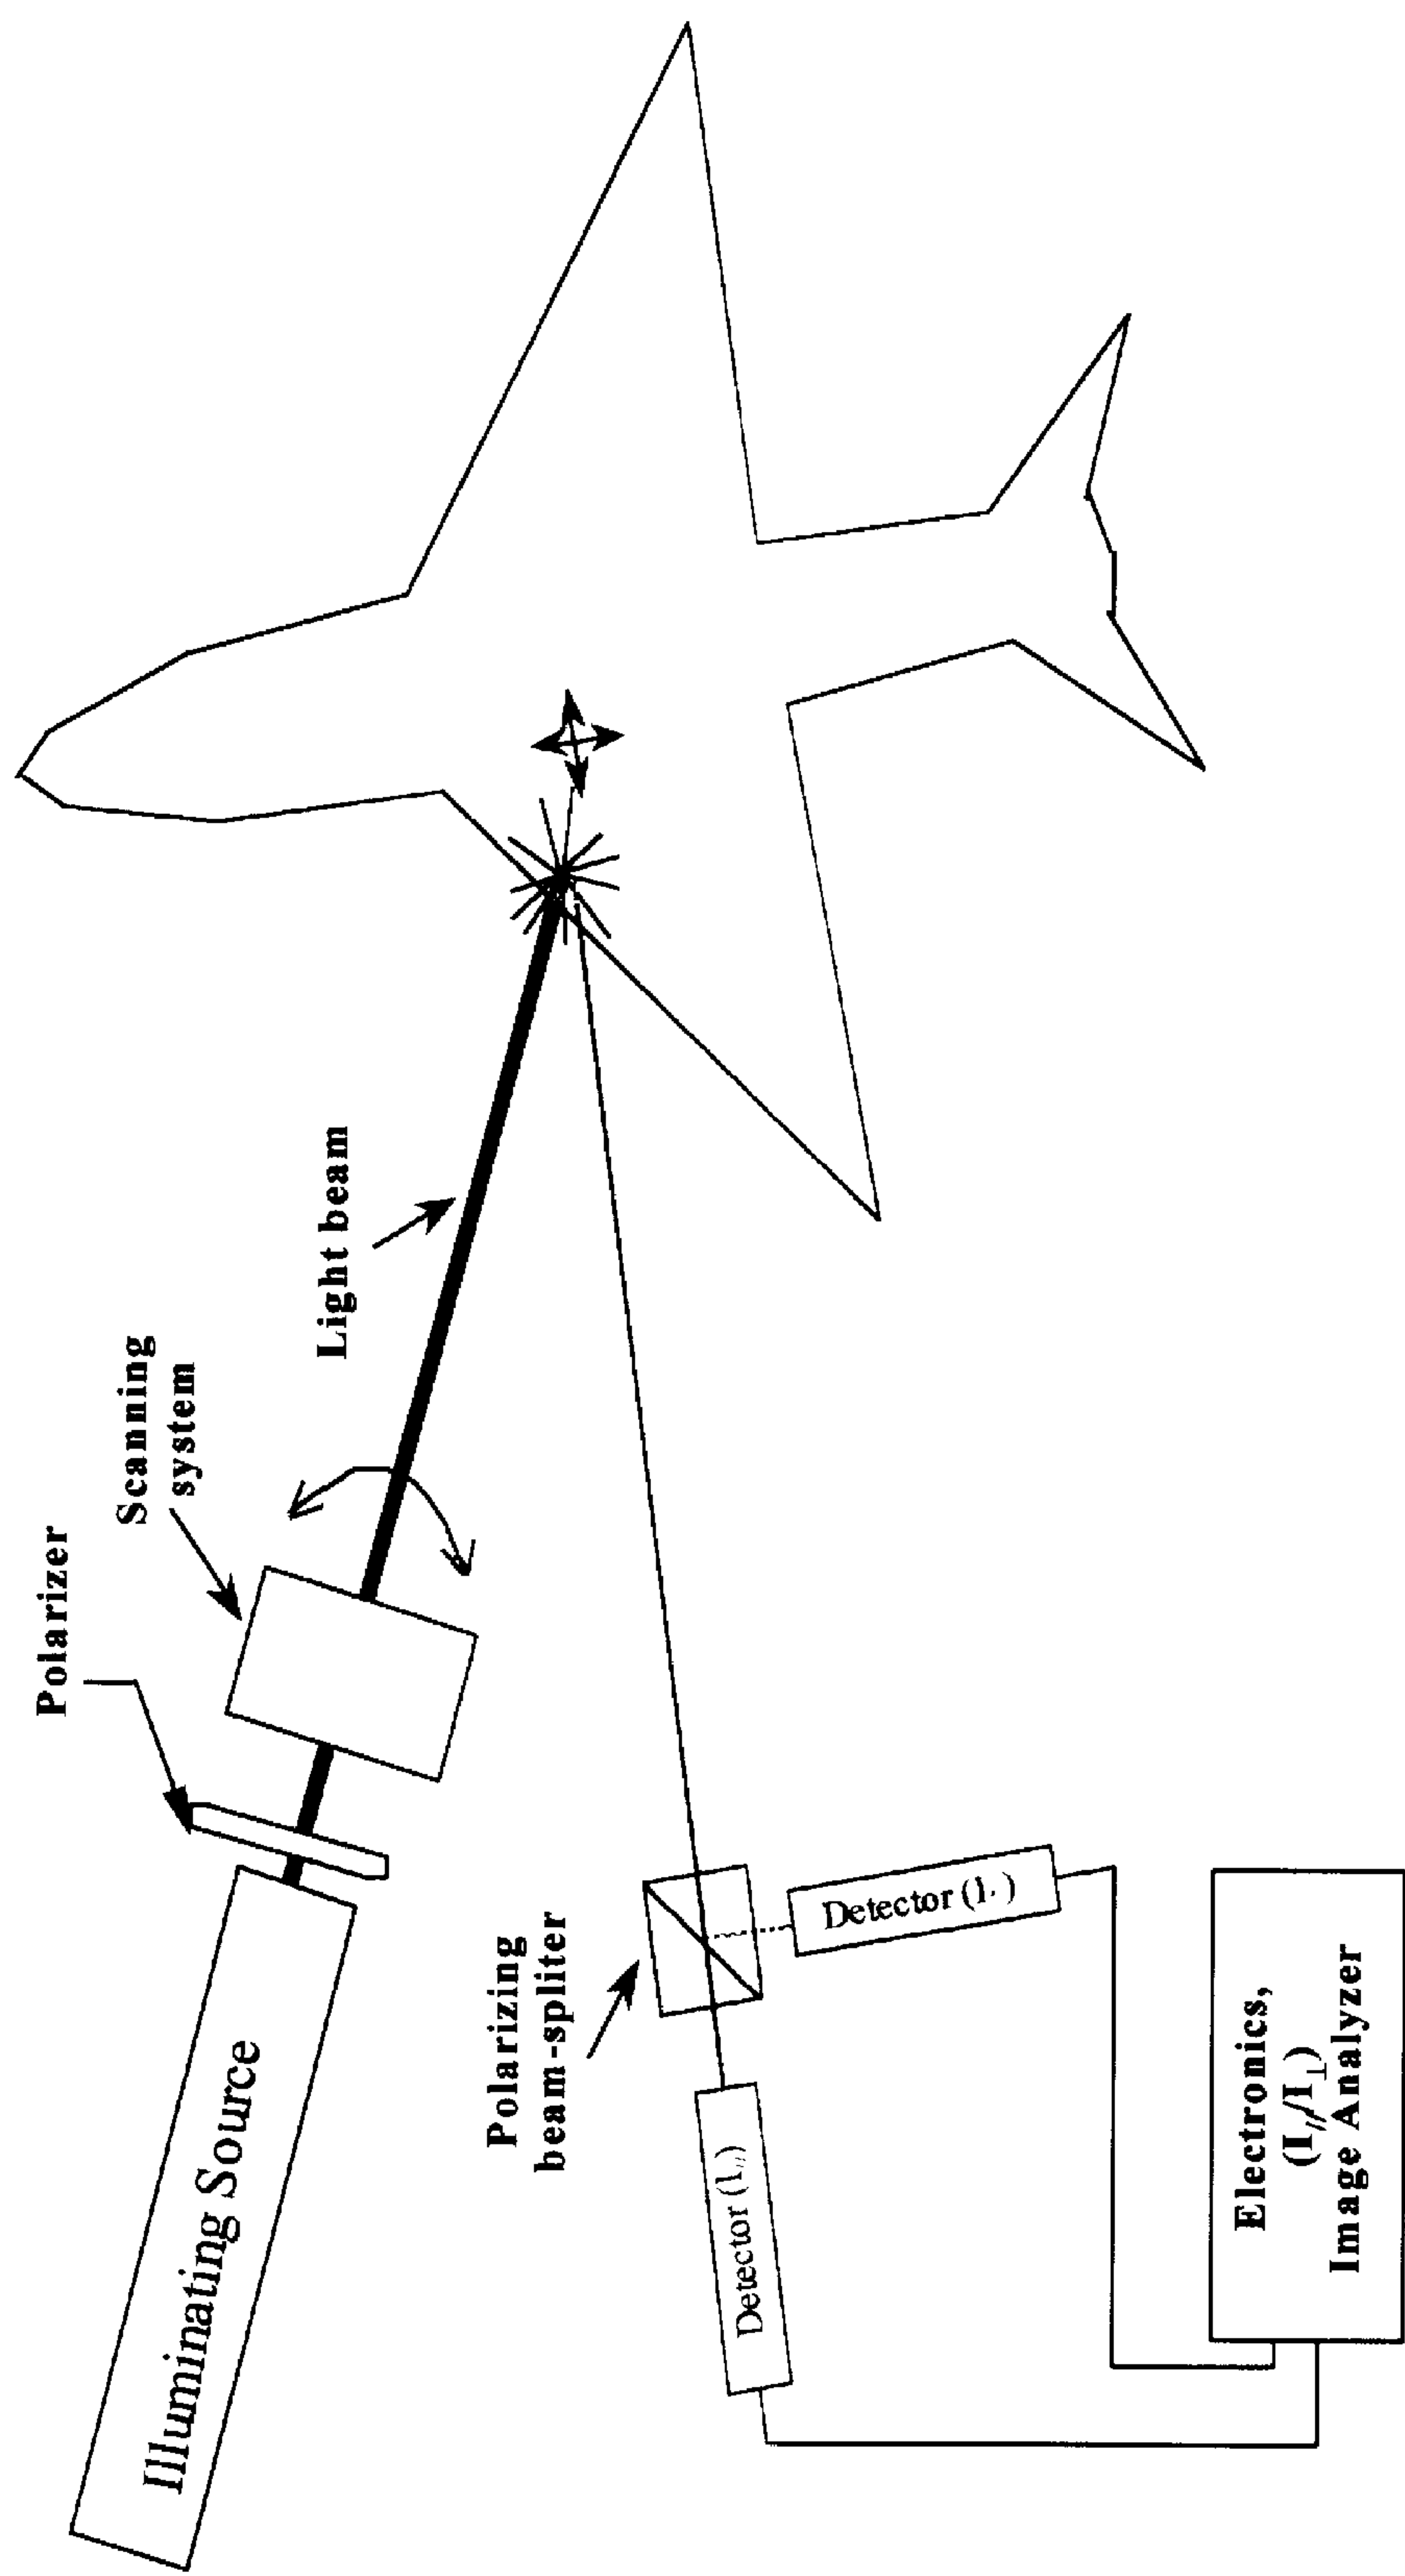 Illuminating Source
Polarizer
Scanning
system
Light beam
Polarizing
beam-spliter
Detector (I//)
Detector (
Electronics,
(I///I⊥)
Image Analyzer